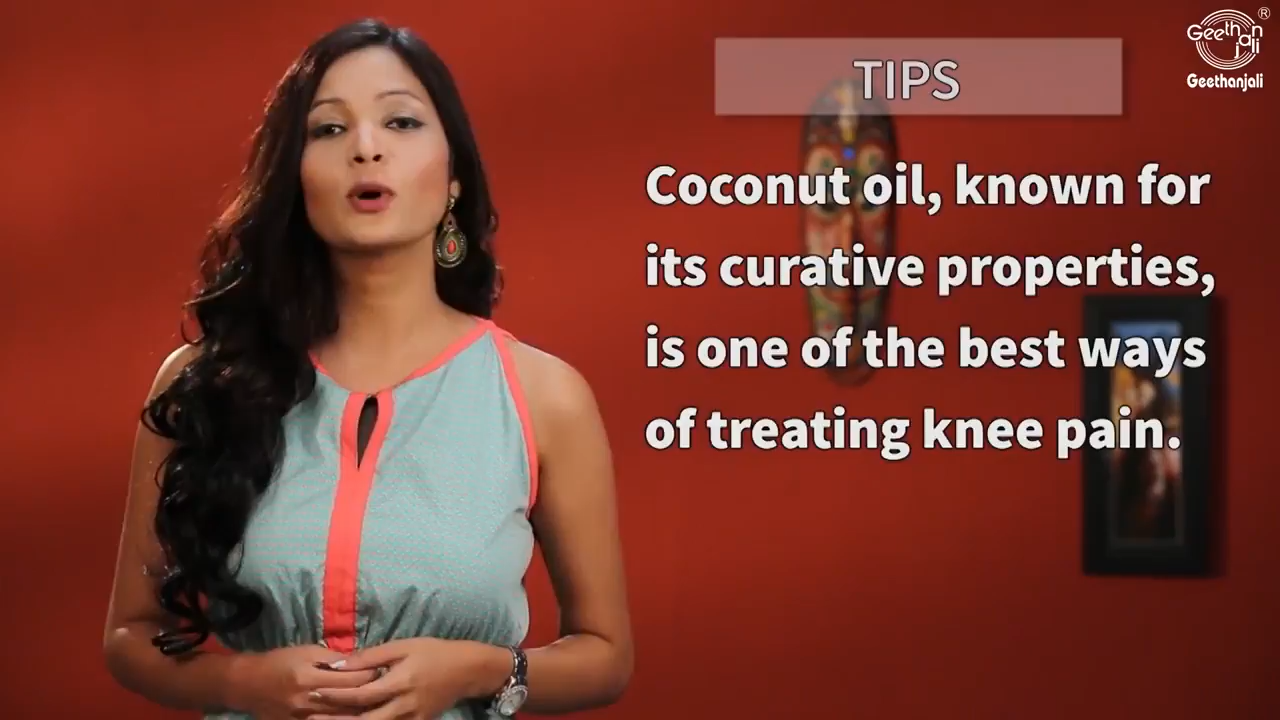 Geethanjali
®
Geethanjali
TIPS
Coconut oil, known for
its curative properties,
is one of the best ways
of treating knee pain.